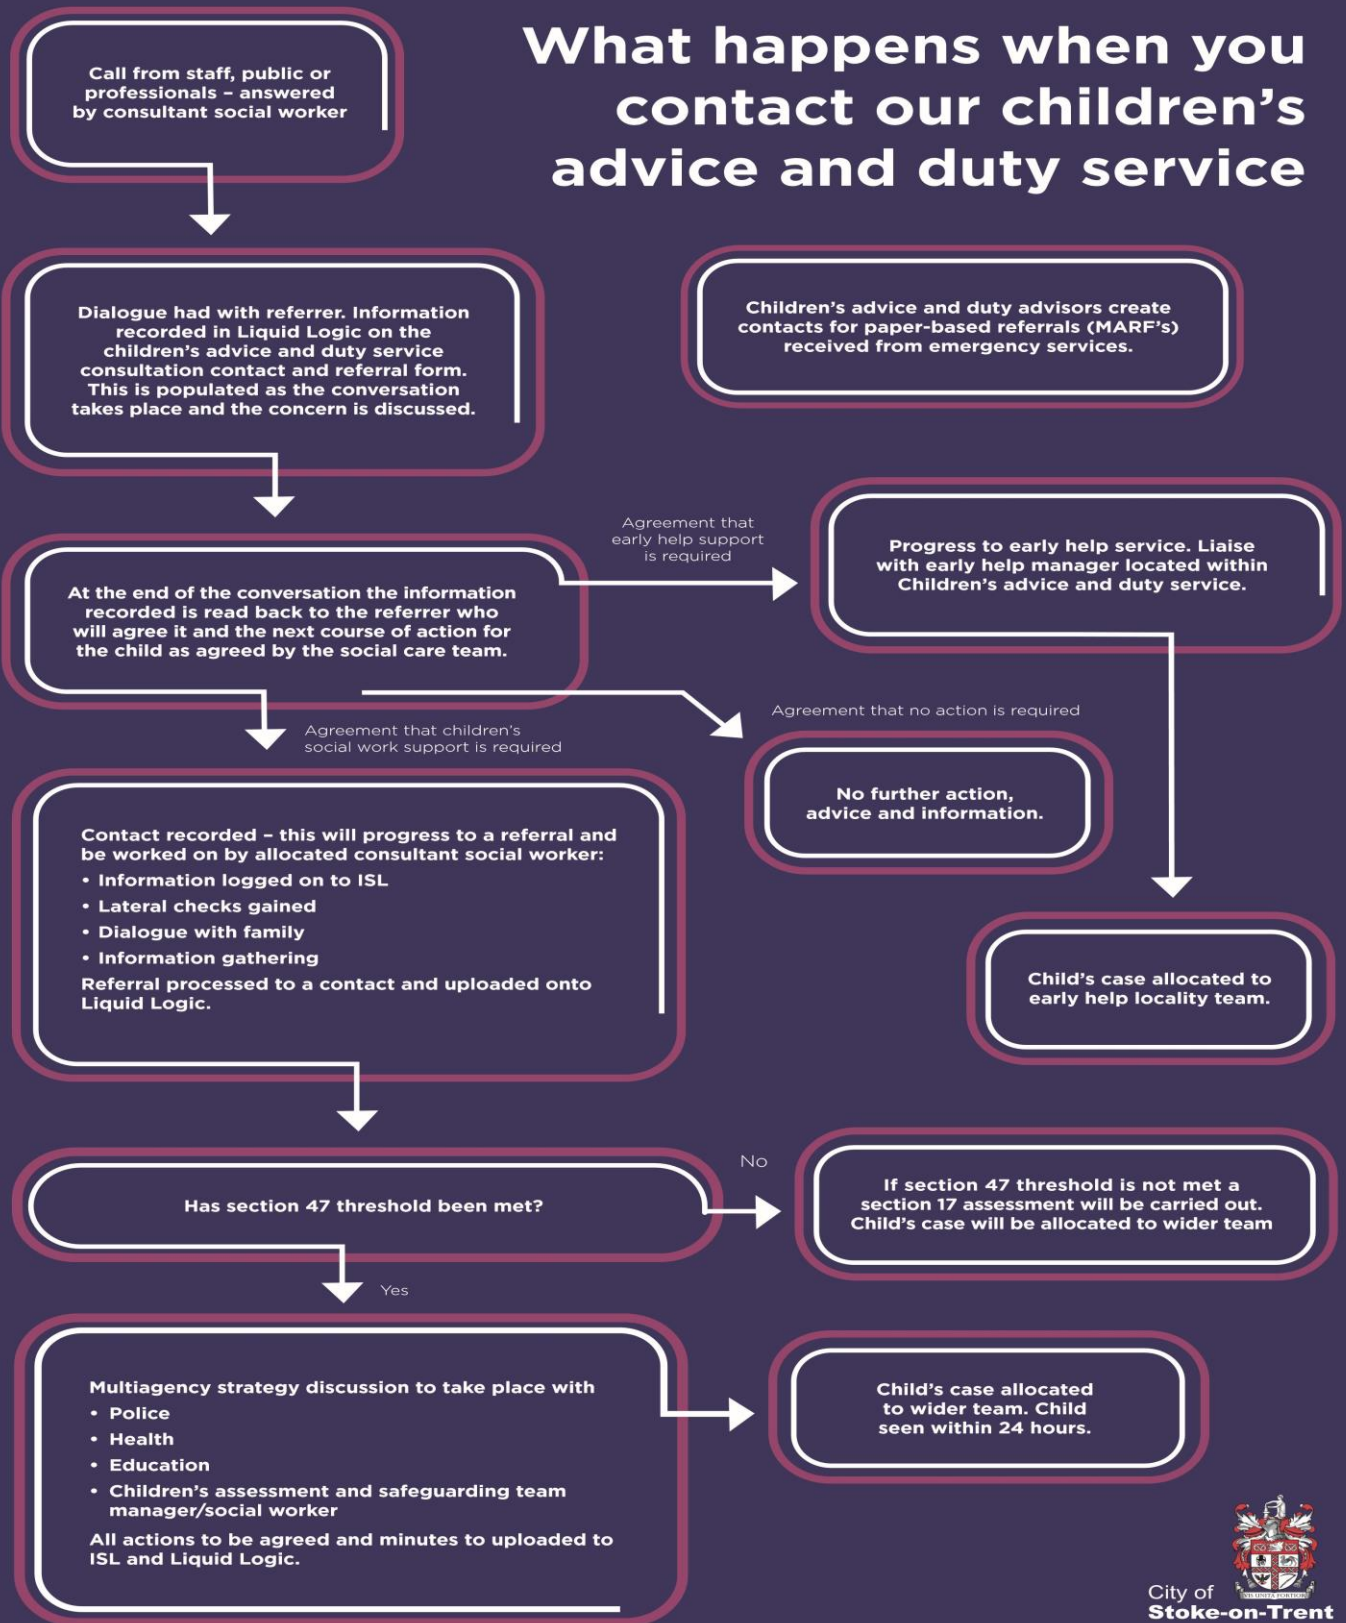 What happens when you
contact our children's
advice and duty service
Call from staff, public or
professionals – answered
by consultant social worker
Dialogue had with referrer. Information
recorded in Liquid Logic on the
children's advice and duty service
consultation contact and referral form.
This is populated as the conversation
takes place and the concern is discussed.
Children's advice and duty advisors create
contacts for paper-based referrals (MARF's)
received from emergency services.
At the end of the conversation the information
recorded is read back to the referrer who
will agree it and the next course of action for
the child as agreed by the social care team.
Agreement that
early help support
is required
Progress to early help service. Liaise
with early help manager located within
Children's advice and duty service.
Agreement that no action is required
No further action,
advice and information.
Child's case allocated to
early help locality team.
Agreement that children's
social work support is required
Contact recorded – this will progress to a referral and
be worked on by allocated consultant social worker:
• Information logged on to ISL
• Lateral checks gained
• Dialogue with family
• Information gathering
Referral processed to a contact and uploaded onto
Liquid Logic.
Has section 47 threshold been met?
No
If section 47 threshold is not met a
section 17 assessment will be carried out.
Child's case will be allocated to wider team
Yes
Multiagency strategy discussion to take place with
• Police
• Health
• Education
• Children's assessment and safeguarding team
manager/social worker
All actions to be agreed and minutes to uploaded to
ISL and Liquid Logic.
Child's case allocated
to wider team. Child
seen within 24 hours.
City of
Stoke-on-Trent